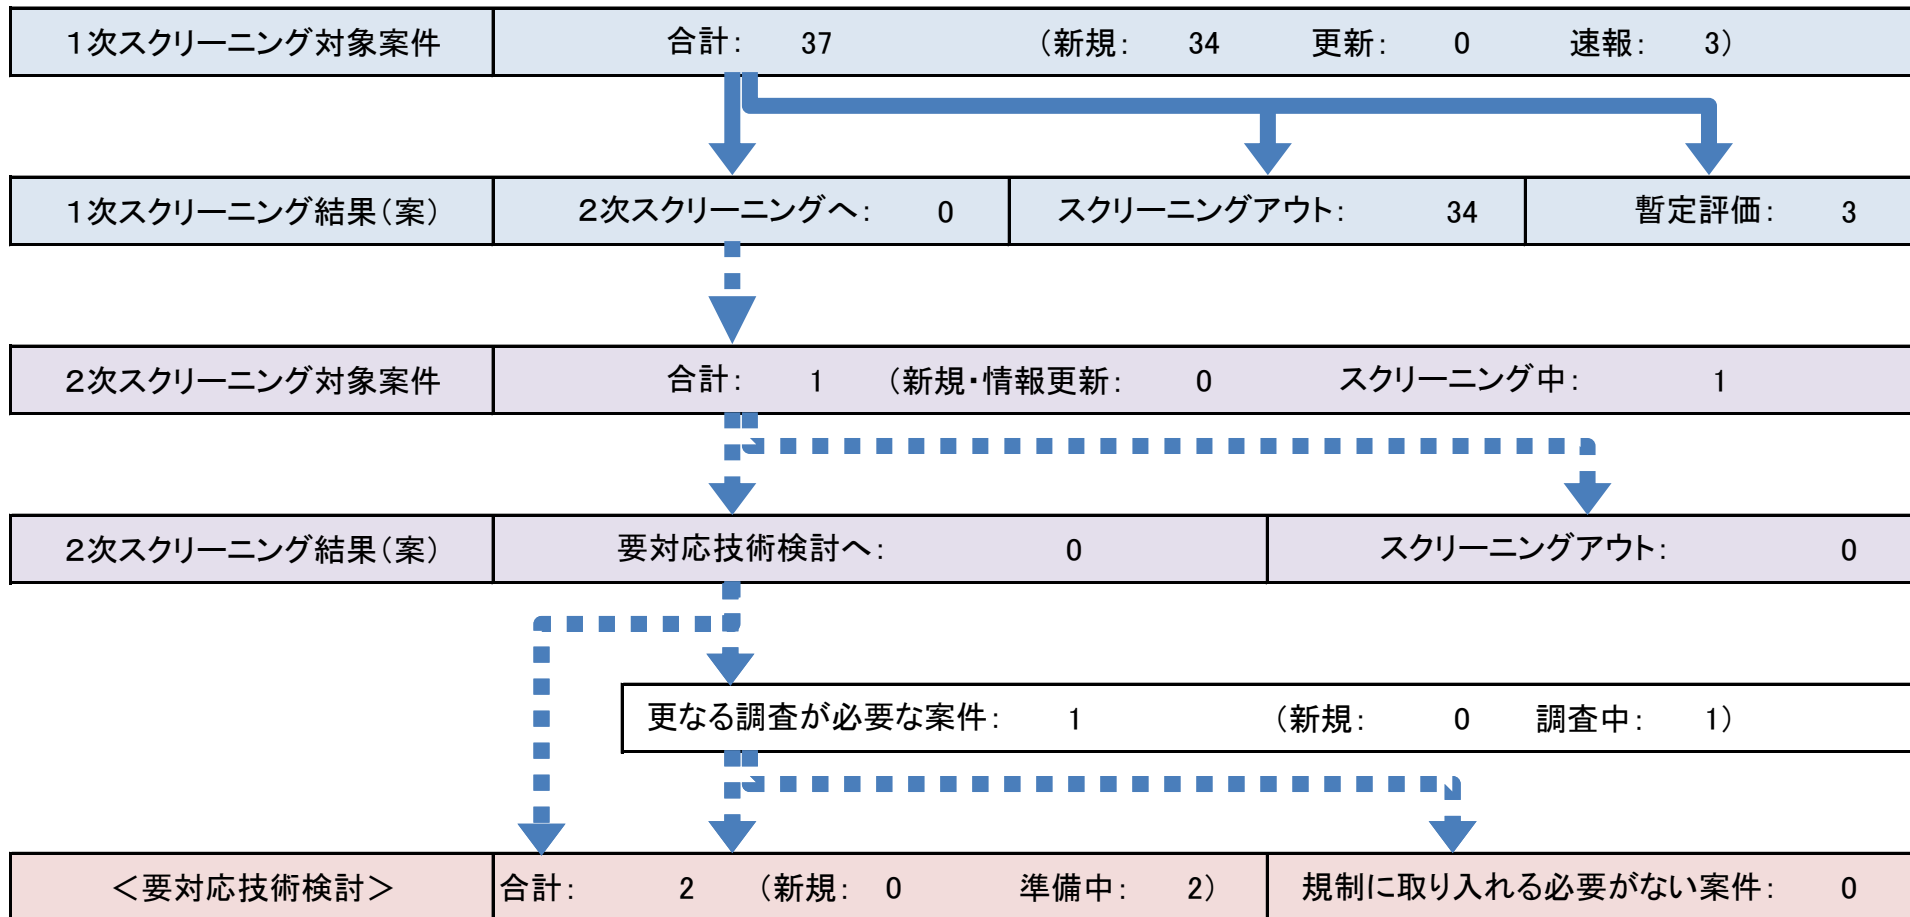 1次スクリーニング対象案件 合計： 37 （新規： 34 更新： 0 速報： 3）
1次スクリーニング結果（案） 2次スクリーニングへ： 0 スクリーニングアウト： 34 暫定評価： 3
2次スクリーニング対象案件 合計： 1 （新規・情報更新： 0 スクリーニング中： 1
2次スクリーニング結果（案） 要対応技術検討へ： 0 スクリーニングアウト： 0
更なる調査が必要な案件： 1 （新規： 0 調査中： 1）
＜要対応技術検討＞ 合計： 2 （新規： 0 準備中： 2） 規制に取り入れる必要がない案件： 0